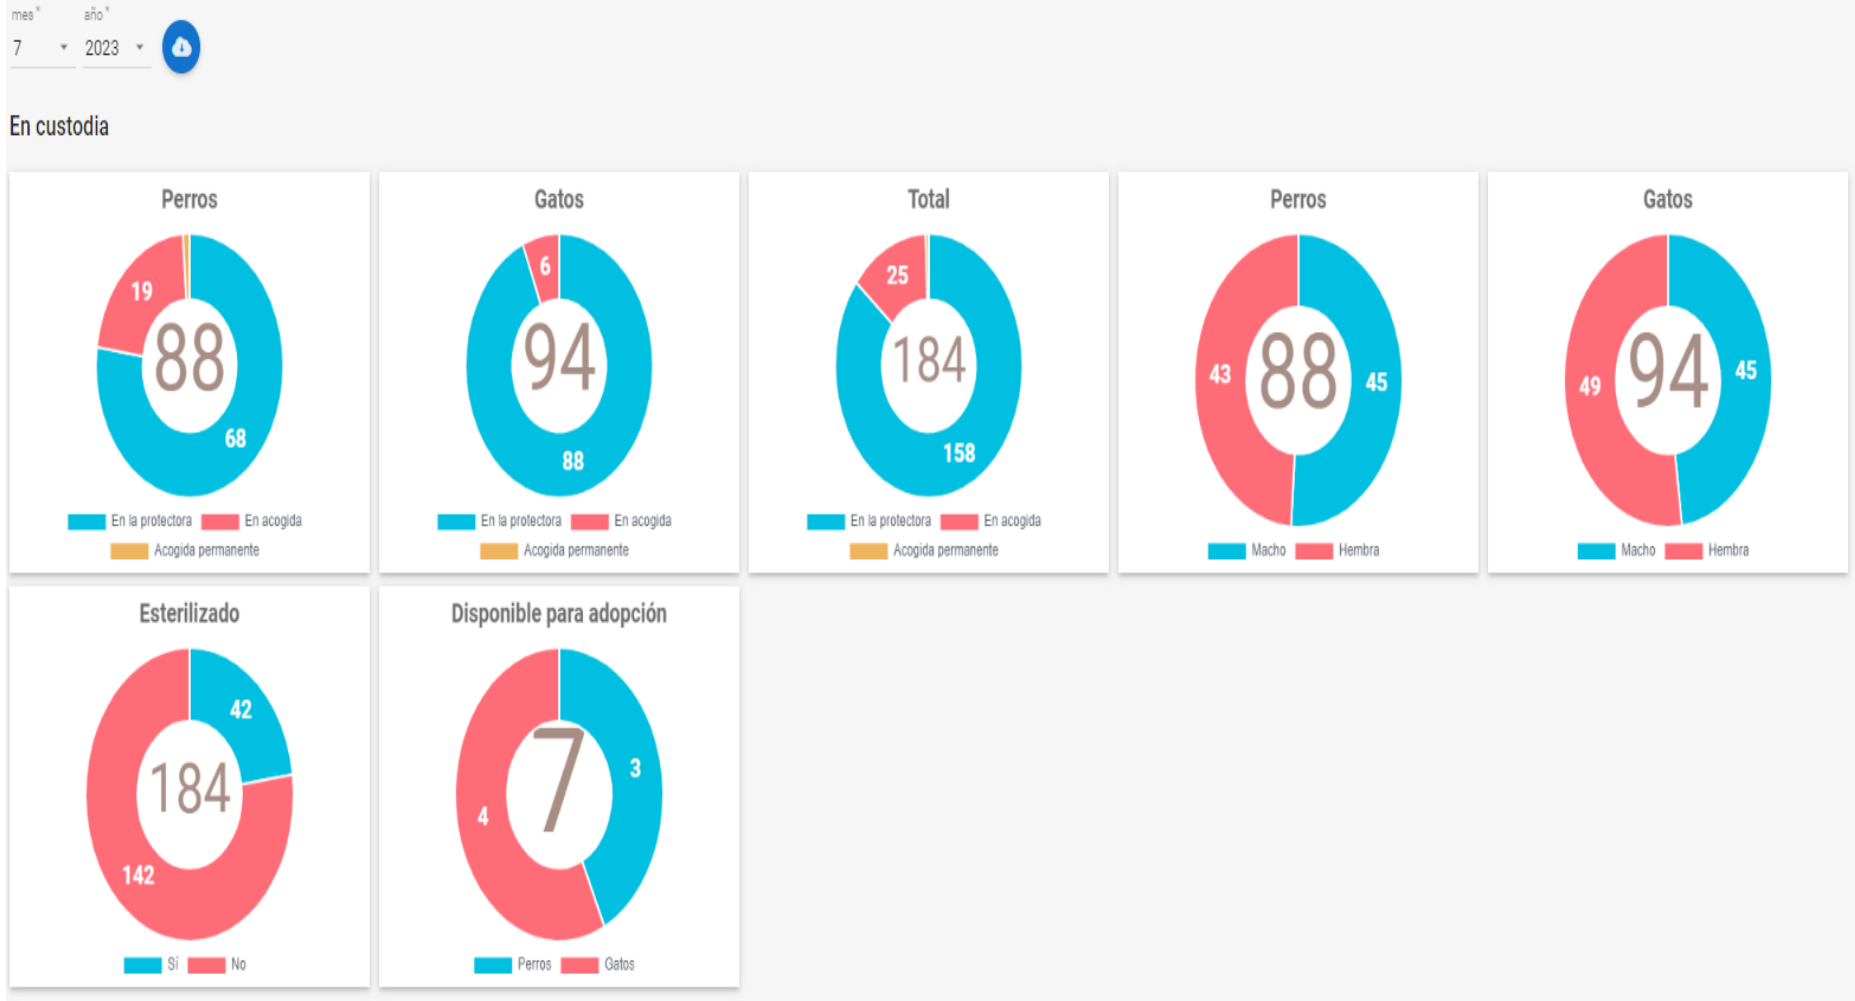 mes * año *
7 2023
En custodia
Perros
19
88
68
En la protectora En acogida
Acogida permanente
Gatos
6
94
88
En la protectora En acogida
Acogida permanente
Total
25
184
158
En la protectora En acogida
Acogida permanente
Perros
43 88 45
Macho Hembra
Gatos
49 94 45
Macho Hembra
Esterilizado
42
184
142
Sí No
Disponible para adopción
3
7
4
Perros Gatos